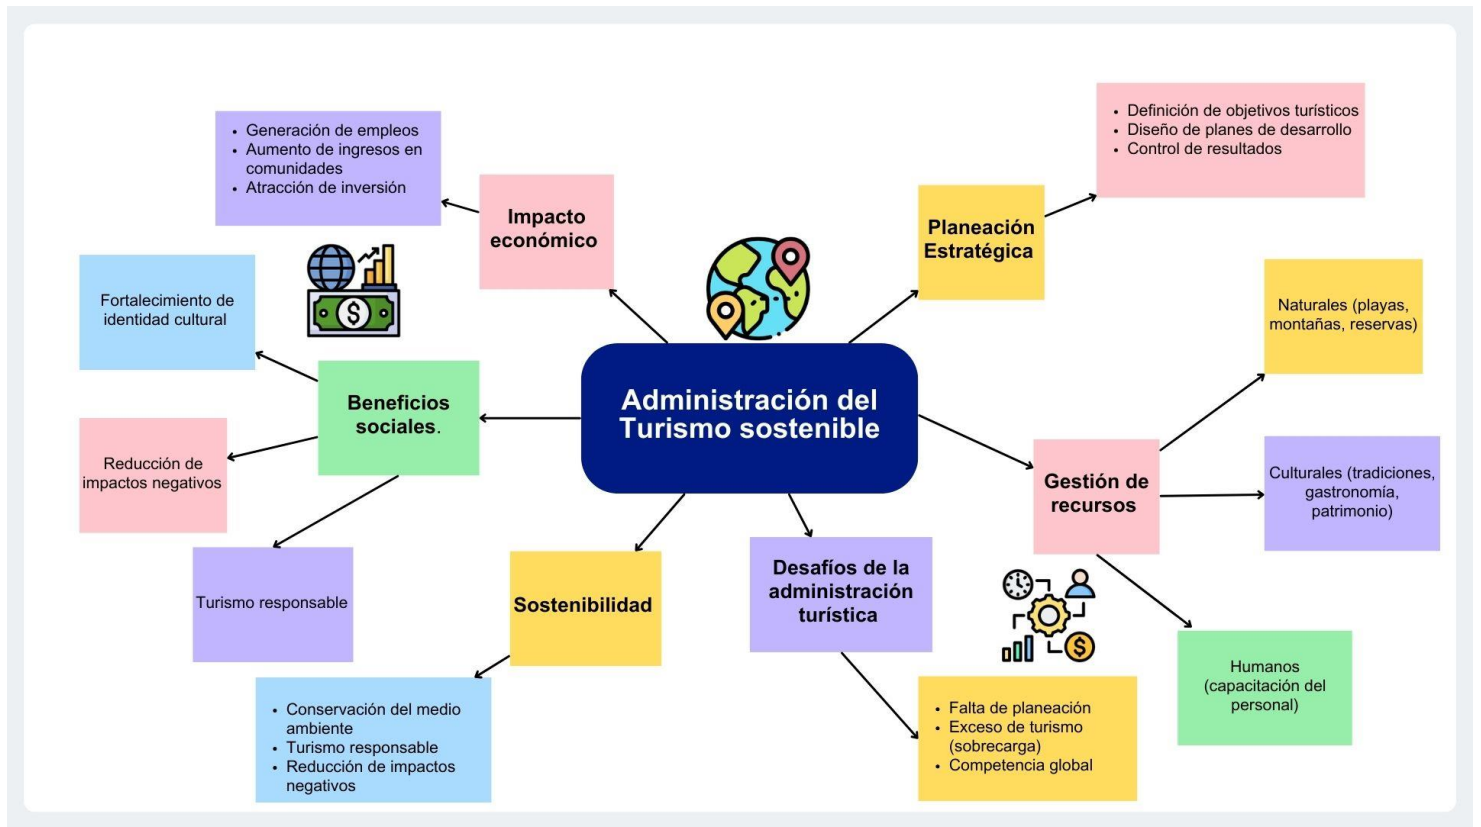 Administración del
Turismo sostenible
Impacto
económico
• Generación de empleos
• Aumento de ingresos en
comunidades
• Atracción de inversión
Planeación
Estratégica
• Definición de objetivos turísticos
• Diseño de planes de desarrollo
• Control de resultados
Beneficios
sociales.
Fortalecimiento de
identidad cultural
Reducción de
impactos negativos
Turismo responsable
Gestión de
recursos
Naturales (playas,
montañas, reservas)
Culturales (tradiciones,
gastronomía,
patrimonio)
Humanos
(capacitación del
personal)
Sostenibilidad
• Conservación del medio
ambiente
• Turismo responsable
• Reducción de impactos
negativos
Desafíos de la
administración
turística
• Falta de planeación
• Exceso de turismo
(sobrecarga)
• Competencia global
$
$